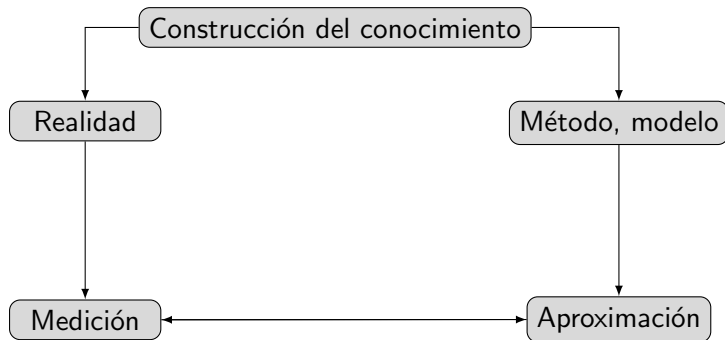 Construcción del conocimiento
Realidad
Método, modelo
Medición
Aproximación